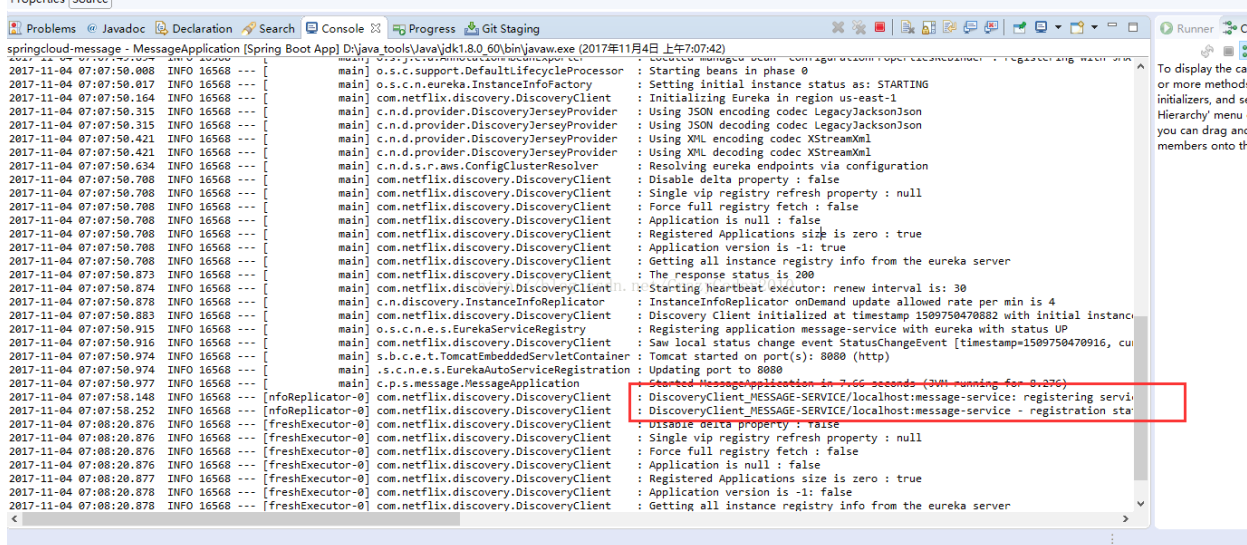 Properties Source
Problems @ Javadoc Declaration Search Console Progress Git Staging
springcloud-message - MessageApplication [Spring Boot App] D:\java_tools\Java\jdk1.8.0_60\bin\javaw.exe (2017年11月4日 上午7:07:42)
2017-11-04 07:07:50.008 INFO 16568 --- [ main] o.s.c.support.DefaultLifecycleProcessor : Starting beans in phase 0
2017-11-04 07:07:50.017 INFO 16568 --- [ main] o.s.c.n.eureka.InstanceInfoFactory : Setting initial instance status as: STARTING
2017-11-04 07:07:50.164 INFO 16568 --- [ main] com.netflix.discovery.DiscoveryClient : Initializing Eureka in region us-east-1
2017-11-04 07:07:50.315 INFO 16568 --- [ main] c.n.d.provider.DiscoveryJerseyProvider : Using JSON encoding codec LegacyJacksonJson
2017-11-04 07:07:50.315 INFO 16568 --- [ main] c.n.d.provider.DiscoveryJerseyProvider : Using JSON decoding codec LegacyJacksonJson
2017-11-04 07:07:50.421 INFO 16568 --- [ main] c.n.d.provider.DiscoveryJerseyProvider : Using XML encoding codec XStreamXml
2017-11-04 07:07:50.421 INFO 16568 --- [ main] c.n.d.provider.DiscoveryJerseyProvider : Using XML decoding codec XStreamXml
2017-11-04 07:07:50.634 INFO 16568 --- [ main] c.n.d.s.r.aws.ConfigClusterResolver : Resolving eureka endpoints via configuration
2017-11-04 07:07:50.708 INFO 16568 --- [ main] com.netflix.discovery.DiscoveryClient : Disable delta property : false
2017-11-04 07:07:50.708 INFO 16568 --- [ main] com.netflix.discovery.DiscoveryClient : Single vip registry refresh property : null
2017-11-04 07:07:50.708 INFO 16568 --- [ main] com.netflix.discovery.DiscoveryClient : Force full registry fetch : false
2017-11-04 07:07:50.708 INFO 16568 --- [ main] com.netflix.discovery.DiscoveryClient : Application is null : false
2017-11-04 07:07:50.708 INFO 16568 --- [ main] com.netflix.discovery.DiscoveryClient : Registered Applications size is zero : true
2017-11-04 07:07:50.708 INFO 16568 --- [ main] com.netflix.discovery.DiscoveryClient : Application version is -1: true
2017-11-04 07:07:50.708 INFO 16568 --- [ main] com.netflix.discovery.DiscoveryClient : Getting all instance registry info from the eureka server
2017-11-04 07:07:50.873 INFO 16568 --- [ main] com.netflix.discovery.DiscoveryClient : The response status is 200
2017-11-04 07:07:50.874 INFO 16568 --- [ main] com.netflix.discovery.DiscoveryClient : Starting heartbeat executor: renew interval is: 30
2017-11-04 07:07:50.878 INFO 16568 --- [ main] c.n.discovery.InstanceInfoReplicator : InstanceInfoReplicator onDemand update allowed rate per min is 4
2017-11-04 07:07:50.883 INFO 16568 --- [ main] com.netflix.discovery.DiscoveryClient : Discovery Client initialized at timestamp 1509750470882 with initial instanc
2017-11-04 07:07:50.915 INFO 16568 --- [ main] o.s.c.n.e.s.EurekaServiceRegistry : Registering application message-service with eureka with status UP
2017-11-04 07:07:50.916 INFO 16568 --- [ main] com.netflix.discovery.DiscoveryClient : Saw local status change event StatusChangeEvent [timestamp=1509750470916, cu
2017-11-04 07:07:50.974 INFO 16568 --- [ main] s.b.c.e.t.TomcatEmbeddedServletContainer : Tomcat started on port(s): 8080 (http)
2017-11-04 07:07:50.974 INFO 16568 --- [ main] .s.c.n.e.s.EurekaAutoServiceRegistration : Updating port to 8080
2017-11-04 07:07:50.977 INFO 16568 --- [ main] c.p.s.message.MessageApplication : Started MessageApplication in 7.66 seconds (JVM running for 8.276)
2017-11-04 07:07:58.148 INFO 16568 --- [nfoReplicator-0] com.netflix.discovery.DiscoveryClient : DiscoveryClient_MESSAGE-SERVICE/localhost:message-service: registering servi
2017-11-04 07:07:58.252 INFO 16568 --- [nfoReplicator-0] com.netflix.discovery.DiscoveryClient : DiscoveryClient_MESSAGE-SERVICE/localhost:message-service - registration sta
2017-11-04 07:08:20.876 INFO 16568 --- [freshExecutor-0] com.netflix.discovery.DiscoveryClient : Disable delta property : false
2017-11-04 07:08:20.876 INFO 16568 --- [freshExecutor-0] com.netflix.discovery.DiscoveryClient : Single vip registry refresh property : null
2017-11-04 07:08:20.876 INFO 16568 --- [freshExecutor-0] com.netflix.discovery.DiscoveryClient : Force full registry fetch : false
2017-11-04 07:08:20.876 INFO 16568 --- [freshExecutor-0] com.netflix.discovery.DiscoveryClient : Application is null : false
2017-11-04 07:08:20.877 INFO 16568 --- [freshExecutor-0] com.netflix.discovery.DiscoveryClient : Registered Applications size is zero : true
2017-11-04 07:08:20.878 INFO 16568 --- [freshExecutor-0] com.netflix.discovery.DiscoveryClient : Application version is -1: false
2017-11-04 07:08:20.878 INFO 16568 --- [freshExecutor-0] com.netflix.discovery.DiscoveryClient : Getting all instance registry info from the eureka server
Runner
To display the ca
or more methods
initializers, and se
Hierarchy' menu
you can drag and
members onto th